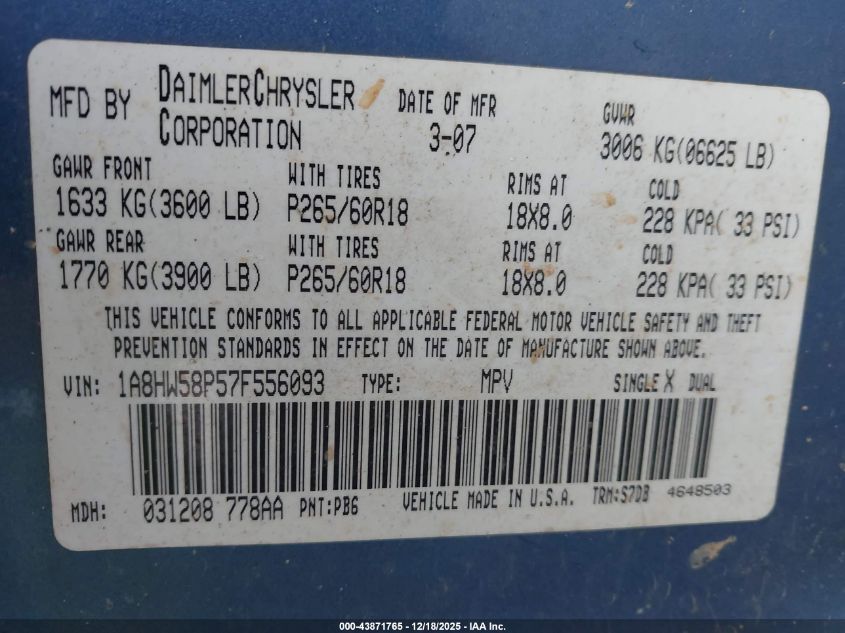 MFD BY DAIMLERCHRYSLER CORPORATION DATE OF MFR 3-07 GVWR 3006 KG(06625 LB)
GAWR FRONT WITH TIRES RIMS AT COLD
1633 KG(3600 LB) P265/60R18 18X8.0 228 KPA( 33 PSI)
GAWR REAR WITH TIRES RIMS AT COLD
1770 KG(3900 LB) P265/60R18 18X8.0 228 KPA( 33 PSI)
THIS VEHICLE CONFORMS TO ALL APPLICABLE FEDERAL MOTOR VEHICLE SAFETY AND THEFT
PREVENTION STANDARDS IN EFFECT ON THE DATE OF MANUFACTURE SHOWN ABOVE.
VIN: 1A8HW58P57F556093 TYPE: MPV SINGLE X DUAL
MDH: 031208 778AA PNT:PB6 VEHICLE MADE IN U.S.A. TRM:S7DB 4648503
000-43871765 - 12/18/2025 - IAA Inc.